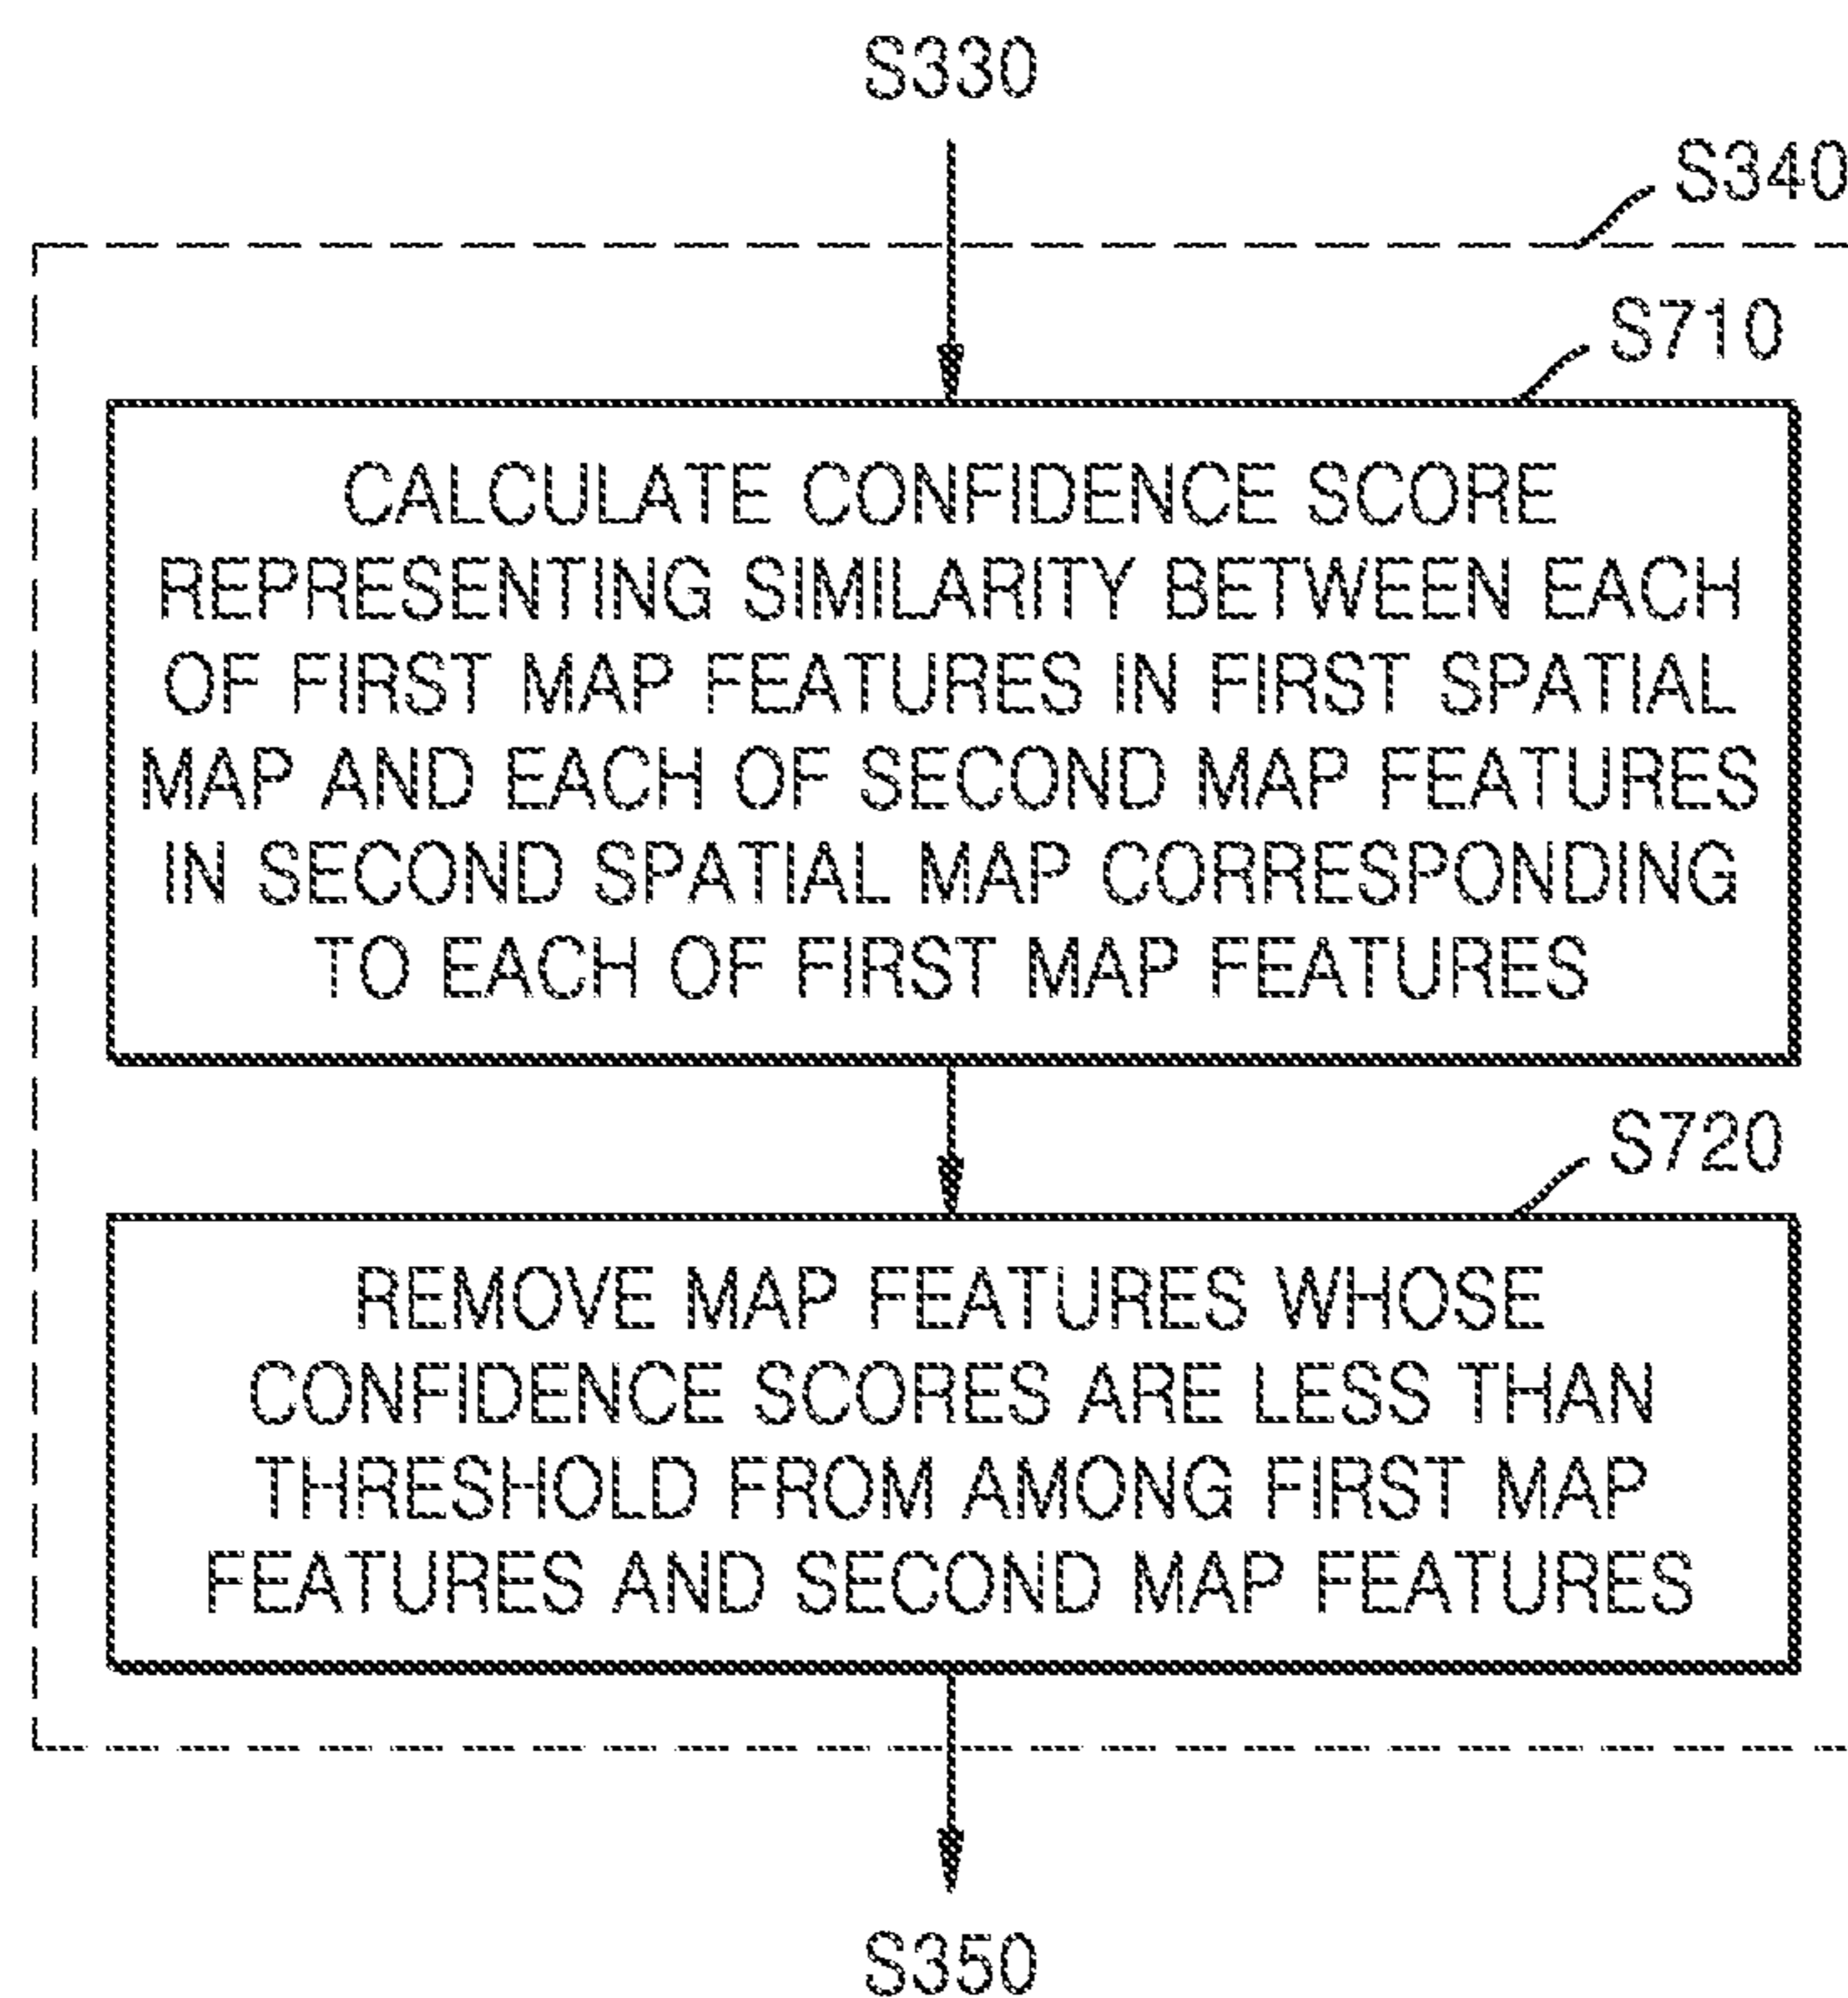 S330
S340
S710
CALCULATE CONFIDENCE SCORE
REPRESENTING SIMILARITY BETWEEN EACH
OF FIRST MAP FEATURES IN FIRST SPATIAL
MAP AND EACH OF SECOND MAP FEATURES
IN SECOND SPATIAL MAP CORRESPONDING
TO EACH OF FIRST MAP FEATURES
S720
REMOVE MAP FEATURES WHOSE
CONFIDENCE SCORES ARE LESS THAN
THRESHOLD FROM AMONG FIRST MAP
FEATURES AND SECOND MAP FEATURES
S350